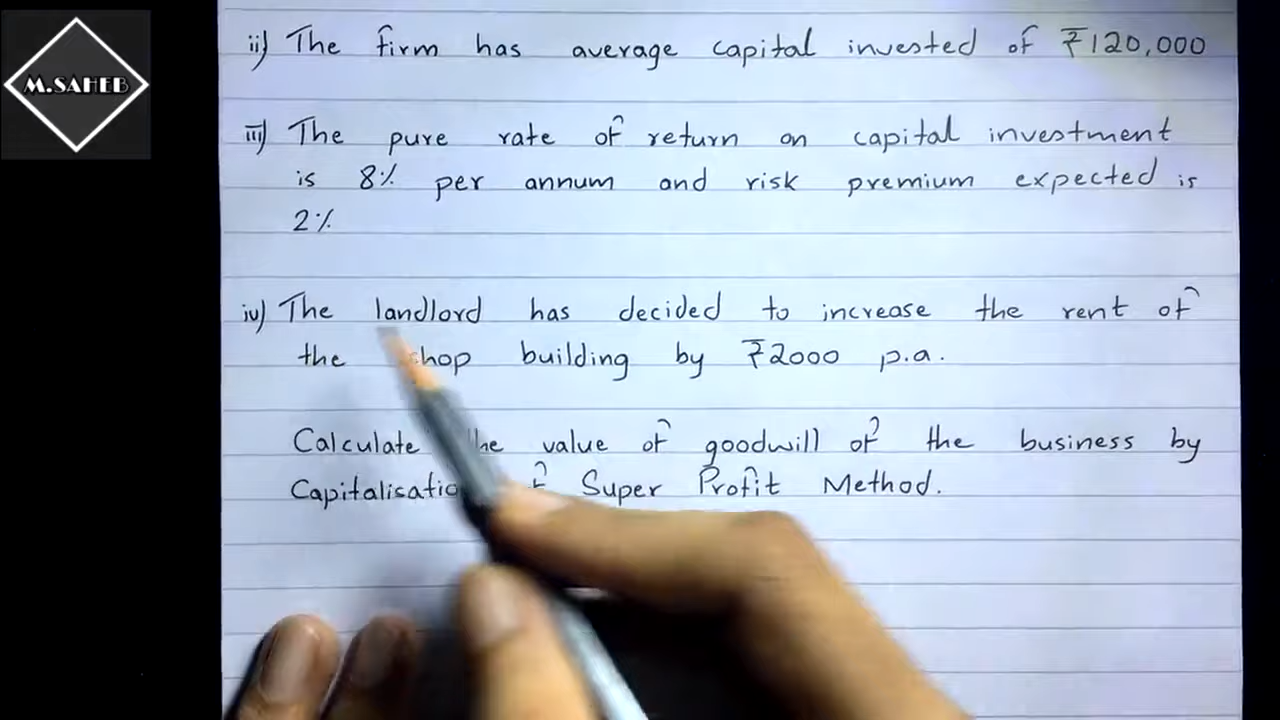 M.SAHEB
ii) The firm has average capital invested of ₹120,000
iii) The pure rate of return on capital investment
is 8% per annum and risk premium expected is
2%
iv) The landlord has decided to increase the rent of
the shop building by ₹2000 p.a.
Calculate the value of goodwill of the business by
Super Profit Method.